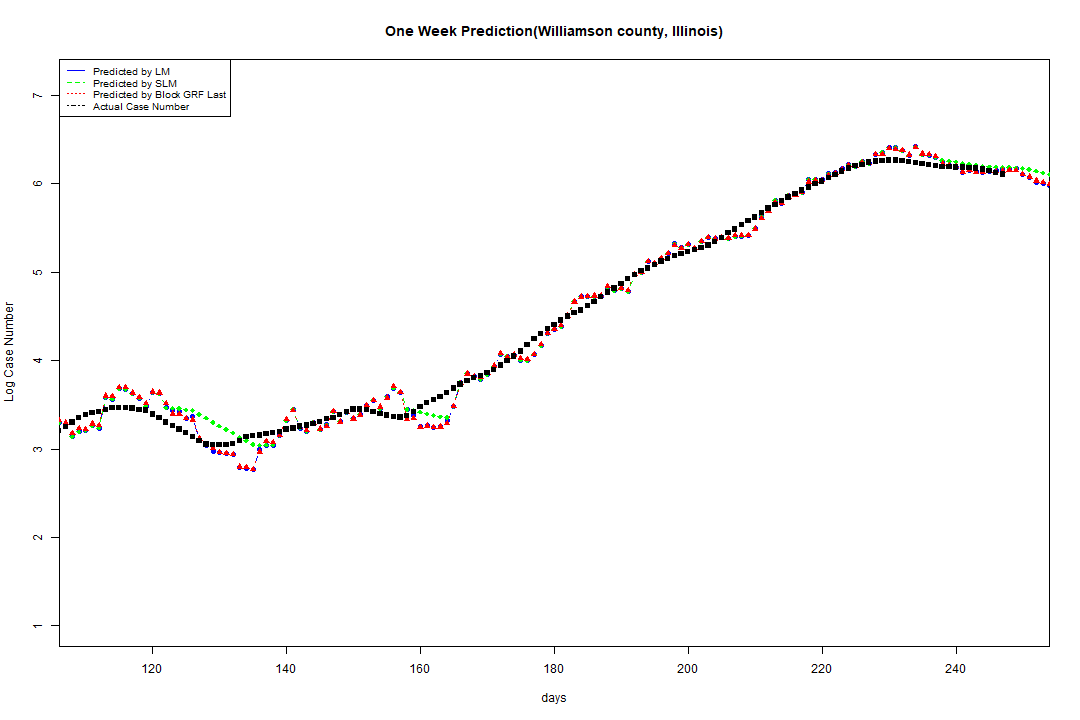 One Week Prediction(Williamson county, Illinois)
Predicted by LM
Predicted by SLM
Predicted by Block GRF Last
Actual Case Number
Log Case Number
7
6
5
4
3
2
1
120 140 160 180 200 220 240
days